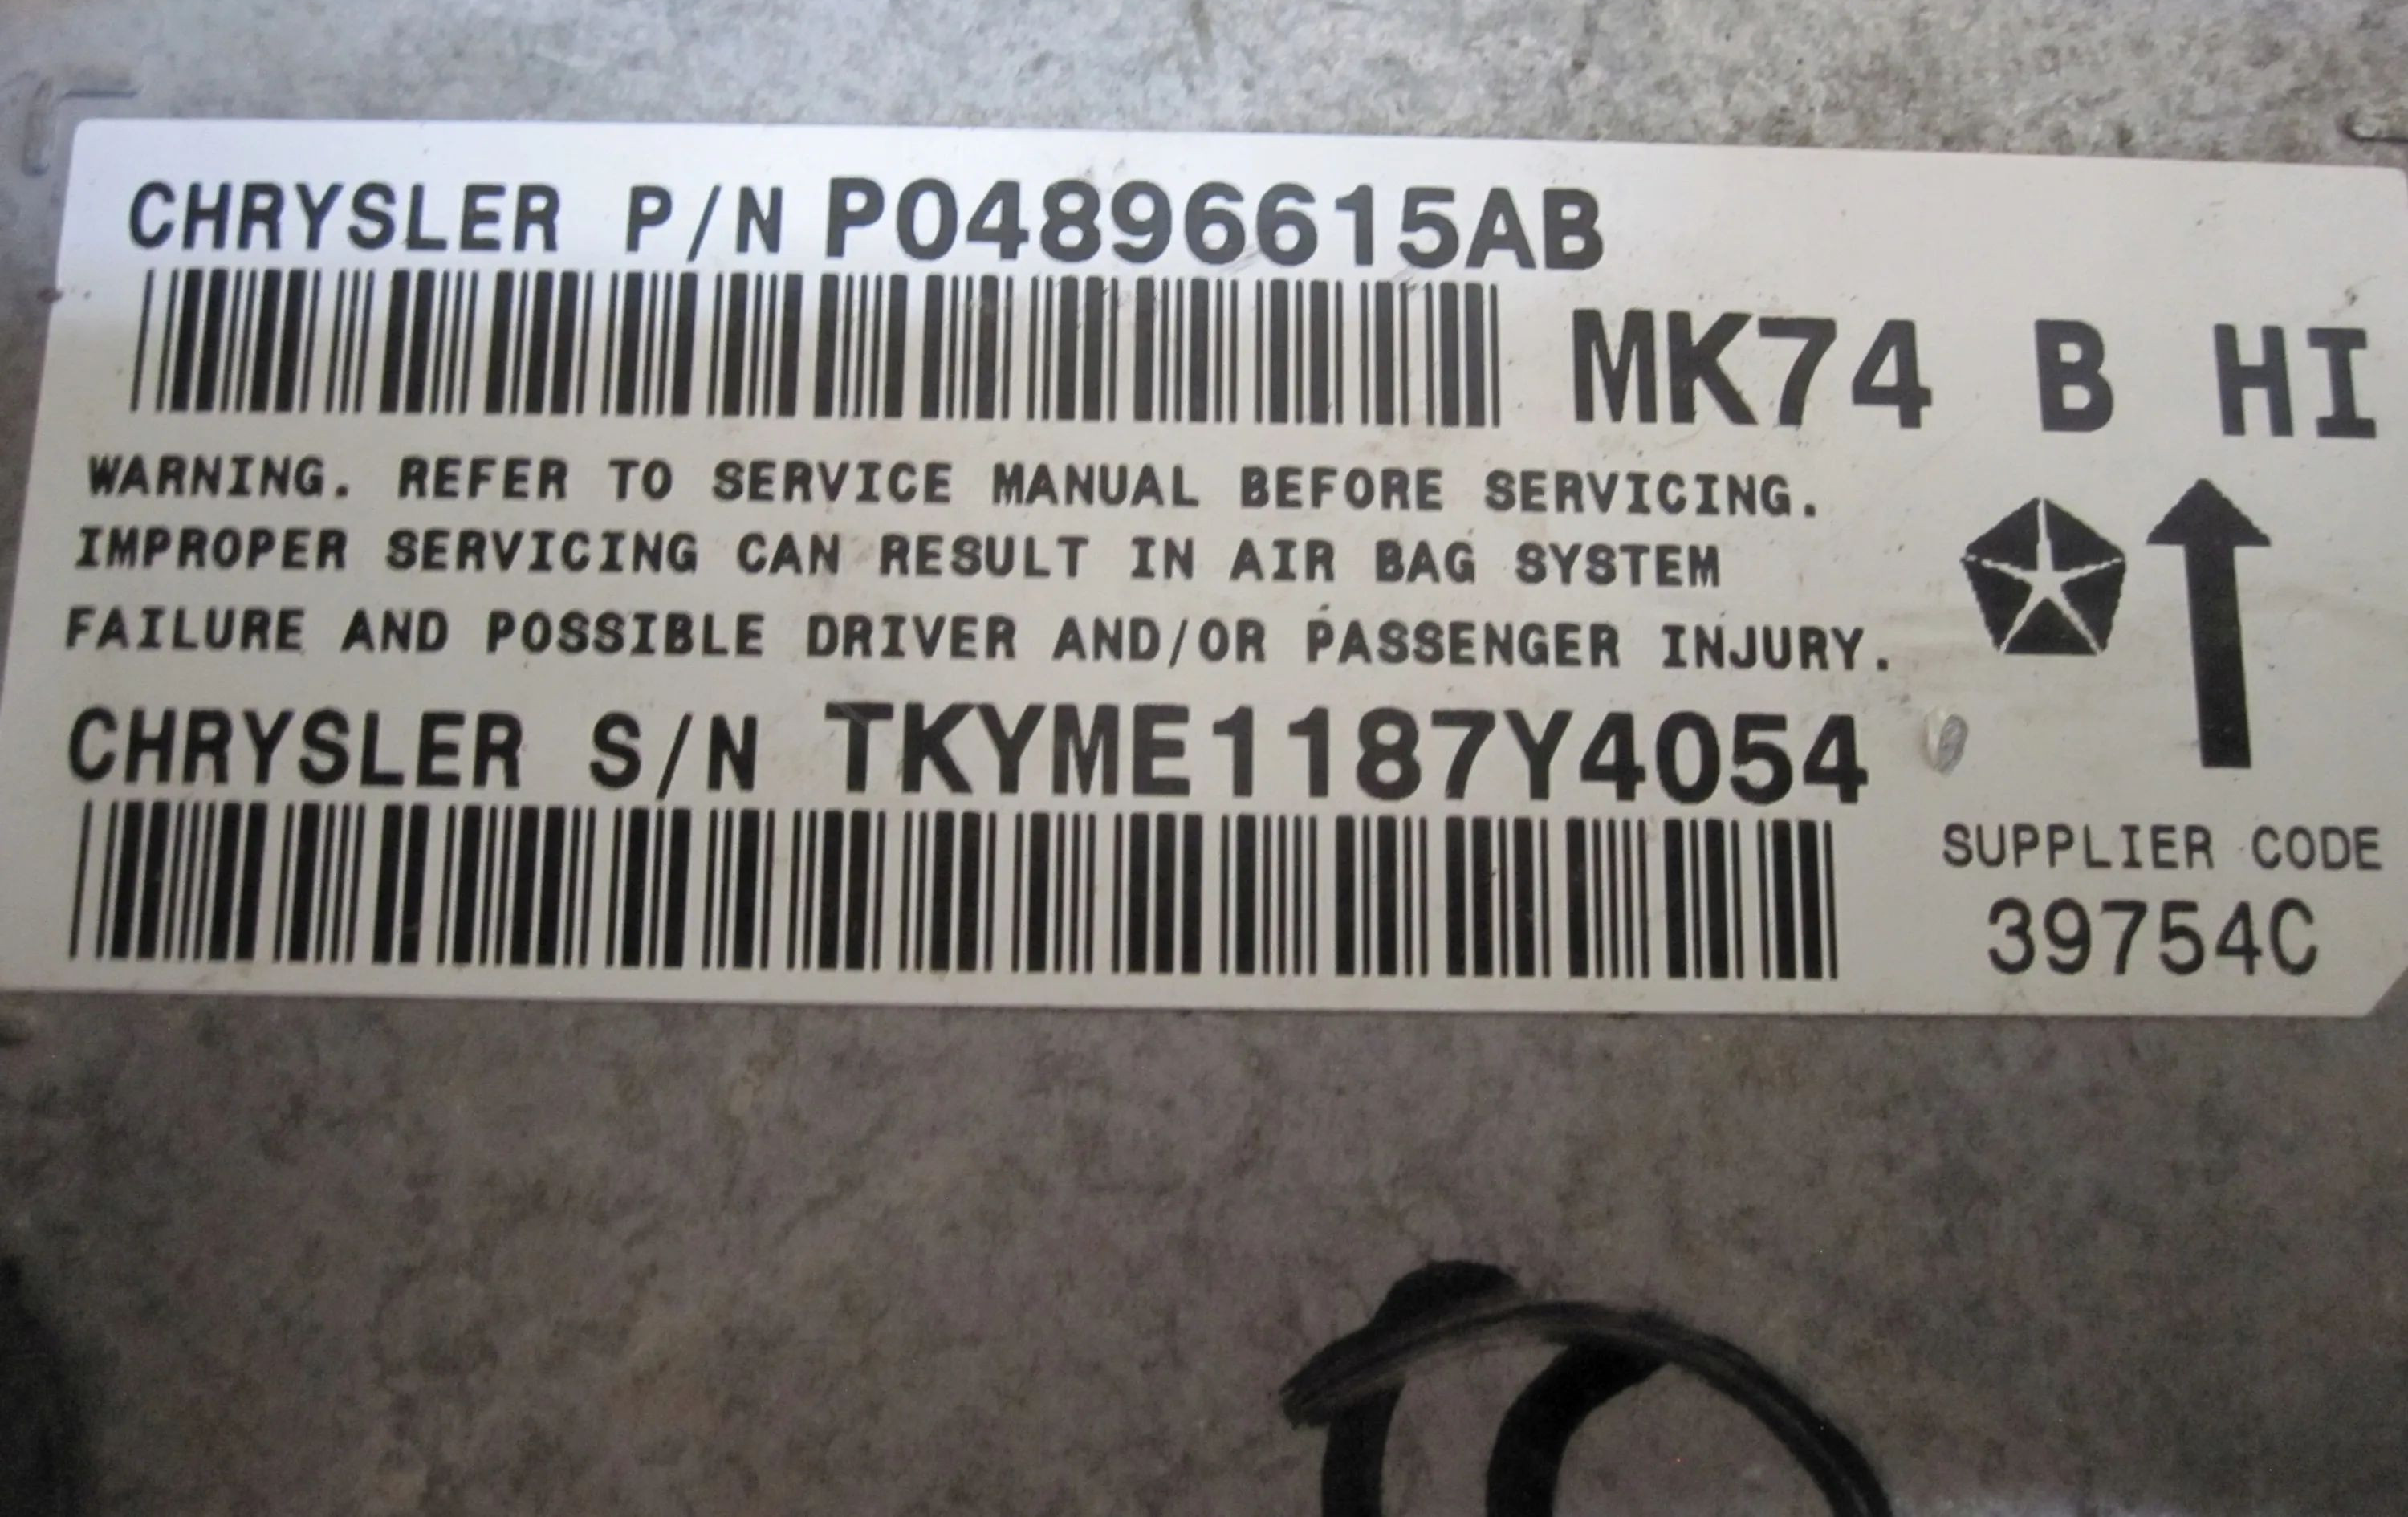 CHRYSLER P/N P04896615AB
MK74 B HI
WARNING. REFER TO SERVICE MANUAL BEFORE SERVICING.
IMPROPER SERVICING CAN RESULT IN AIR BAG SYSTEM
FAILURE AND POSSIBLE DRIVER AND/OR PASSENGER INJURY.
CHRYSLER S/N TKYME1187Y4054
SUPPLIER CODE
39754C